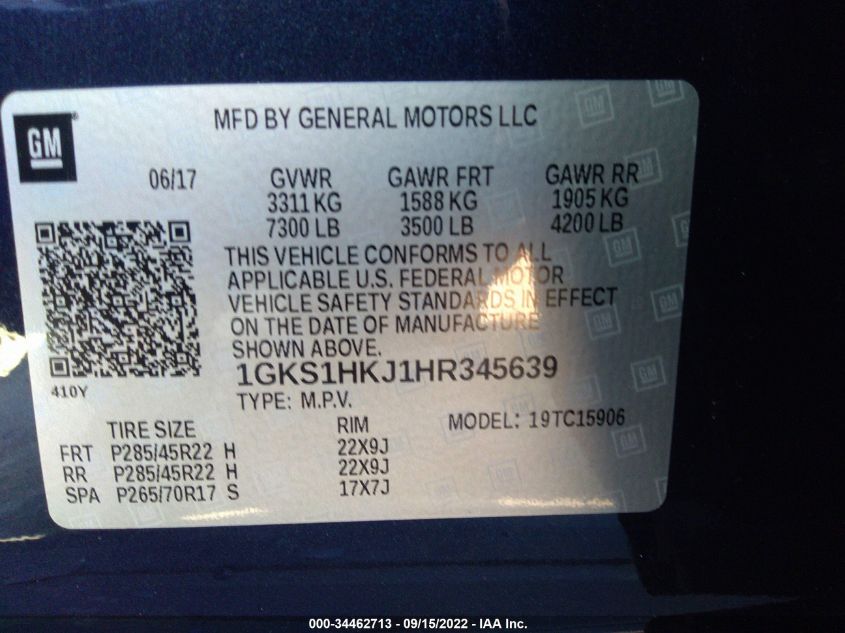 GM
MFD BY GENERAL MOTORS LLC
06/17 GVWR GAWR FRT GAWR RR
3311 KG 1588 KG 1905 KG
7300 LB 3500 LB 4200 LB
THIS VEHICLE CONFORMS TO ALL
APPLICABLE U.S. FEDERAL MOTOR
VEHICLE SAFETY STANDARDS IN EFFECT
ON THE DATE OF MANUFACTURE
SHOWN ABOVE.
1GKS1HKJ1HR345639
410Y
TYPE: M.P.V.
MODEL: 19TC15906
TIRE SIZE RIM
FRT P285/45R22 H 22X9J
RR P285/45R22 H 22X9J
SPA P265/70R17 S 17X7J
000-34462713 - 09/15/2022 - IAA Inc.